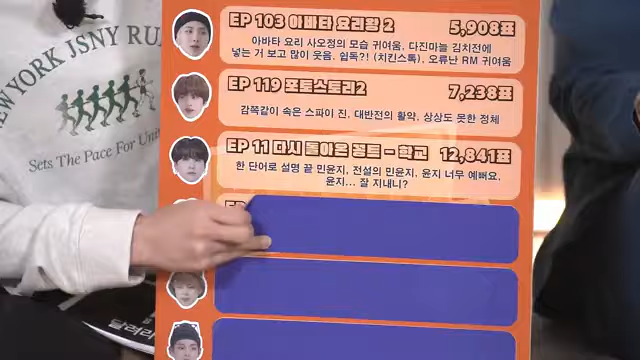 NEW YORK JSNY RU
Sets The Pace For Unit
EP 103 아바타 요리왕 2 5,908표
아바타 요리 사오정의 모습 귀여움, 다진마늘 김치전에
넣는 거 보고 많이 웃음, 입독?! (치킨스톡), 오류난 RM 귀여움
EP 119 포토스토리2 7,238표
감쪽같이 속은 스파이 진, 대반전의 활약, 상상도 못한 정체
EP 11 다시 돌아온 꽁트 - 학교 12,841표
한 단어로 설명 끝 민윤지, 전설의 민윤지, 윤지 너무 예뻐요,
윤지... 잘 지내니?
달려라